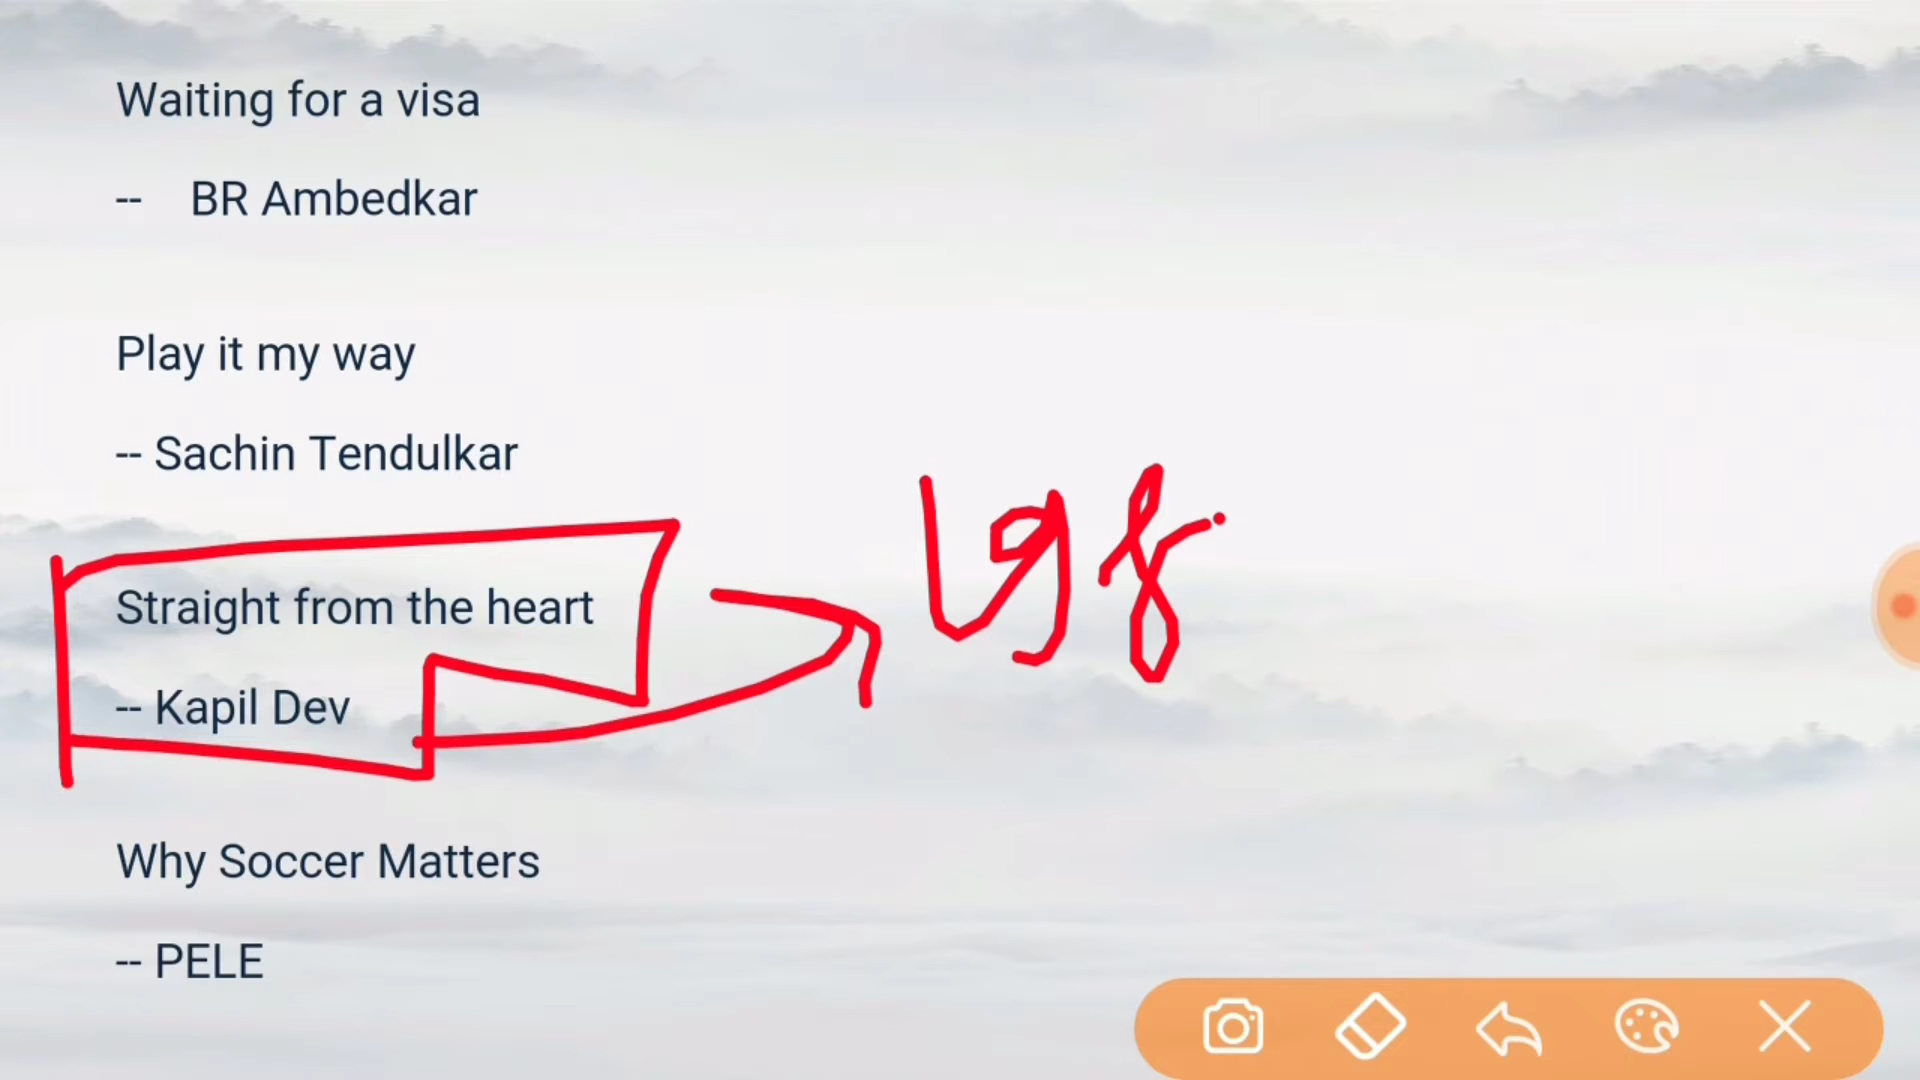 Waiting for a visa
-- BR Ambedkar
Play it my way
-- Sachin Tendulkar
Straight from the heart
-- Kapil Dev
Why Soccer Matters
-- PELE